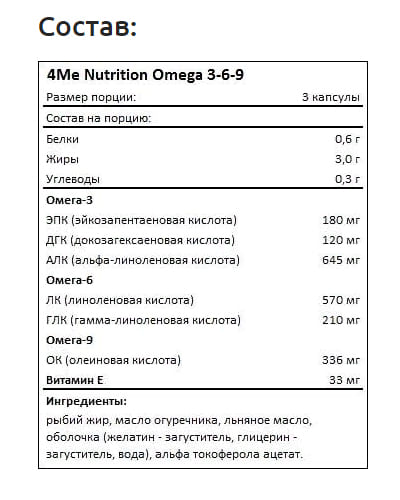 Состав:
4Me Nutrition Omega 3-6-9
Размер порции: 3 капсулы
Состав на порцию:
Белки 0,6 г
Жиры 3,0 г
Углеводы 0,3 г
Омега-3
ЭПК (эйкозапентаеновая кислота) 180 мг
ДГК (докозагексаеновая кислота) 120 мг
АЛК (альфа-линоленовая кислота) 645 мг
Омега-6
ЛК (линоленовая кислота) 570 мг
ГЛК (гамма-линоленовая кислота) 210 мг
Омега-9
ОК (олеиновая кислота) 336 мг
Витамин Е 33 мг
Ингредиенты:
рыбий жир, масло огуречника, льняное масло,
оболочка (желатин - загуститель, глицерин -
загуститель, вода), альфа токоферола ацетат.